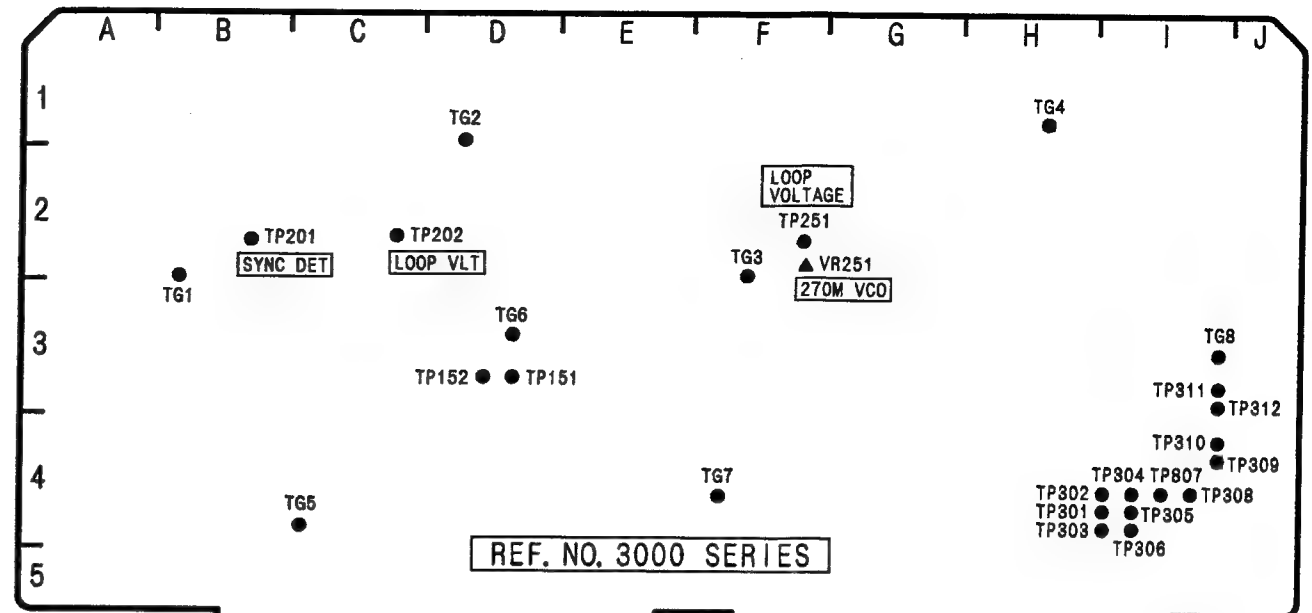 A B C D E F G H I J
1
TG2
TG4
2
LOOP
VOLTAGE
TP201
SYNC DET
TP202
LOOP VLT
TP251
TG3
VR251
270M VCO
TG1
3
TG6
TP152
TP151
TG8
TP311
TP312
4
TP310
TP309
TG5
TG7
TP304
TP807
TP302
TP308
TP301
TP305
TP303
TP306
5
REF. NO. 3000 SERIES